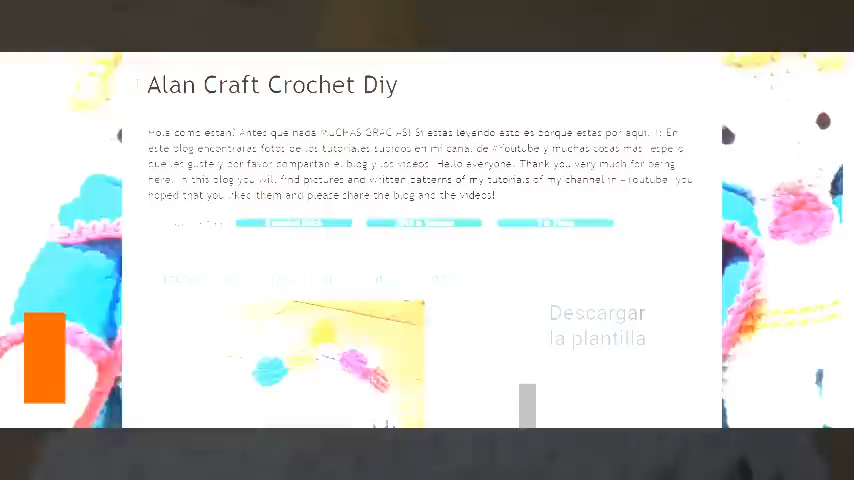 Alan Craft Crochet Diy
Hola como estan? Antes que nada MUCHAS GRACIAS! Si estas leyendo esto es porque estas por aqui. 1: En
este blog encontraras fotos de los tutoriales subidos en mi canal de #Youtube y muchas cosas mas, espero
que les guste y por favor compartan el blog y los videos. Hello everyone. Thank you very much for being
here. In this blog you will find pictures and written patterns of my tutorials of my channel in Youtube. you
hoped that you liked them and please share the blog and the videos!
Descargar
la plantilla